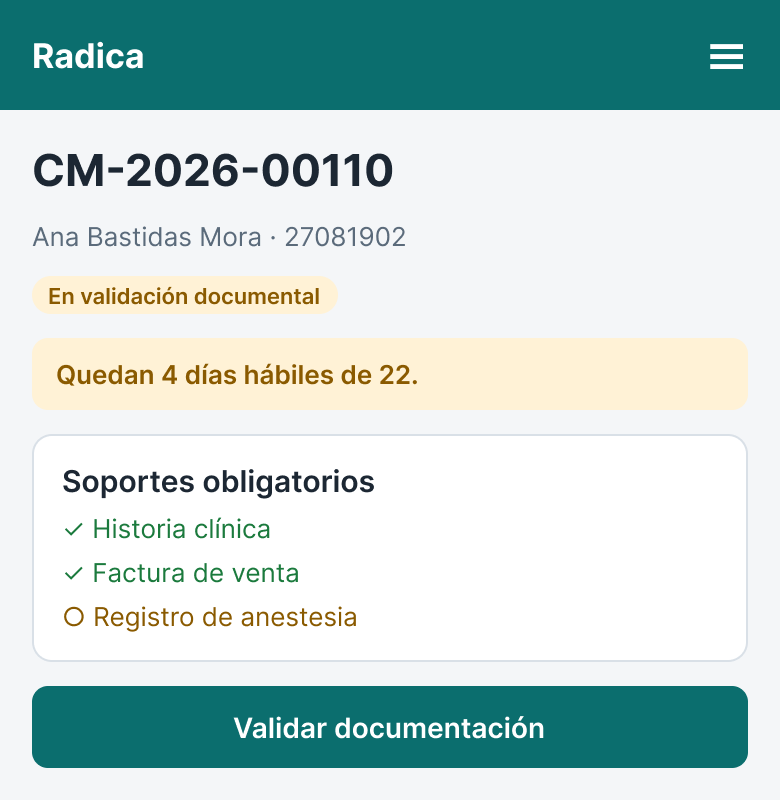 Radica
CM-2026-00110
Ana Bastidas Mora · 27081902
En validación documental
Quedan 4 días hábiles de 22.
Soportes obligatorios
✓ Historia clínica
✓ Factura de venta
○ Registro de anestesia
Validar documentación